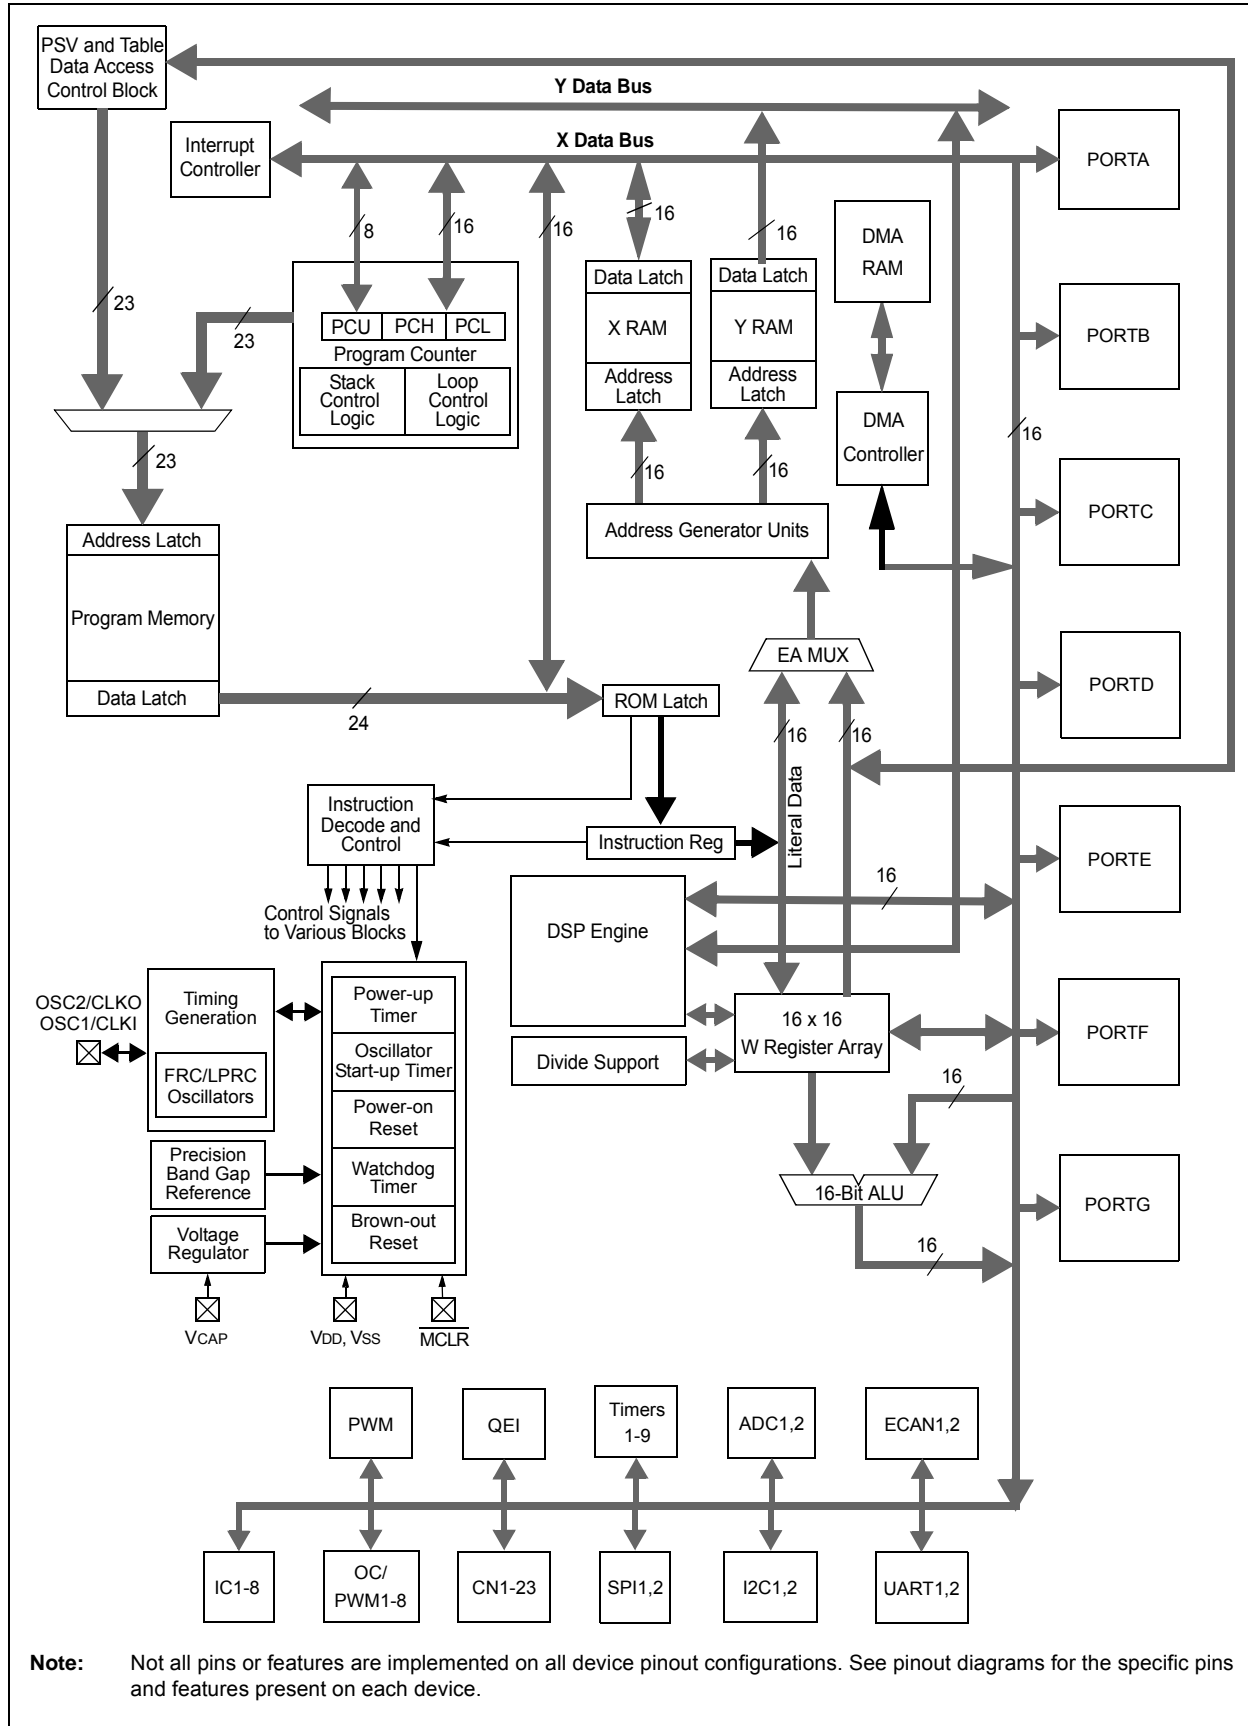 PSV and Table
Data Access
Control Block
Y Data Bus
X Data Bus
Interrupt
Controller
PORTA
8
16
16
16
16
DMA
RAM
23
23
Data Latch
X RAM
Address
Latch
Data Latch
Y RAM
Address
Latch
PCU
PCH
PCL
Program Counter
Stack
Control
Logic
Loop
Control
Logic
PORTB
DMA
Controller
16
23
16
16
PORTC
Address Generator Units
Address Latch
Program Memory
Data Latch
EA MUX
PORTD
24
ROM Latch
16
16
Literal Data
Instruction
Decode and
Control
Instruction Reg
PORTE
16
Control Signals
to Various Blocks
DSP Engine
OSC2/CLKO
OSC1/CLKI
Timing
Generation
FRC/LPRC
Oscillators
Power-up
Timer
Oscillator
Start-up Timer
Power-on
Reset
Watchdog
Timer
Brown-out
Reset
16 x 16
W Register Array
Divide Support
PORTF
16
Precision
Band Gap
Reference
Voltage
Regulator
16-Bit ALU
PORTG
16
VCAP
VDD, VSS
MCLR
PWM
QEI
Timers
1-9
ADC1,2
ECAN1,2
IC1-8
OC/
PWM1-8
CN1-23
SPI1,2
I2C1,2
UART1,2
Note: Not all pins or features are implemented on all device pinout configurations. See pinout diagrams for the specific pins
and features present on each device.